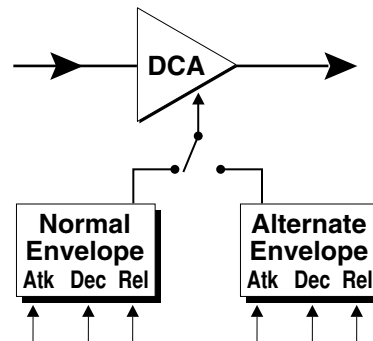 DCA
Normal
Envelope
Atk Dec Rel
Alternate
Envelope
Atk Dec Rel